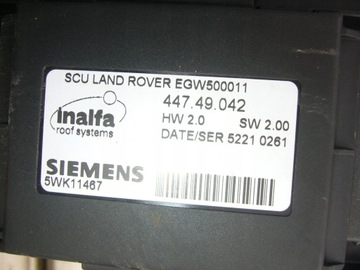 SCU LAND ROVER EGW500011
inalfa
roof systems
447.49.042
HW 2.0 SW 2.00
DATE/SER 5221 0261
SIEMENS
5WK11467